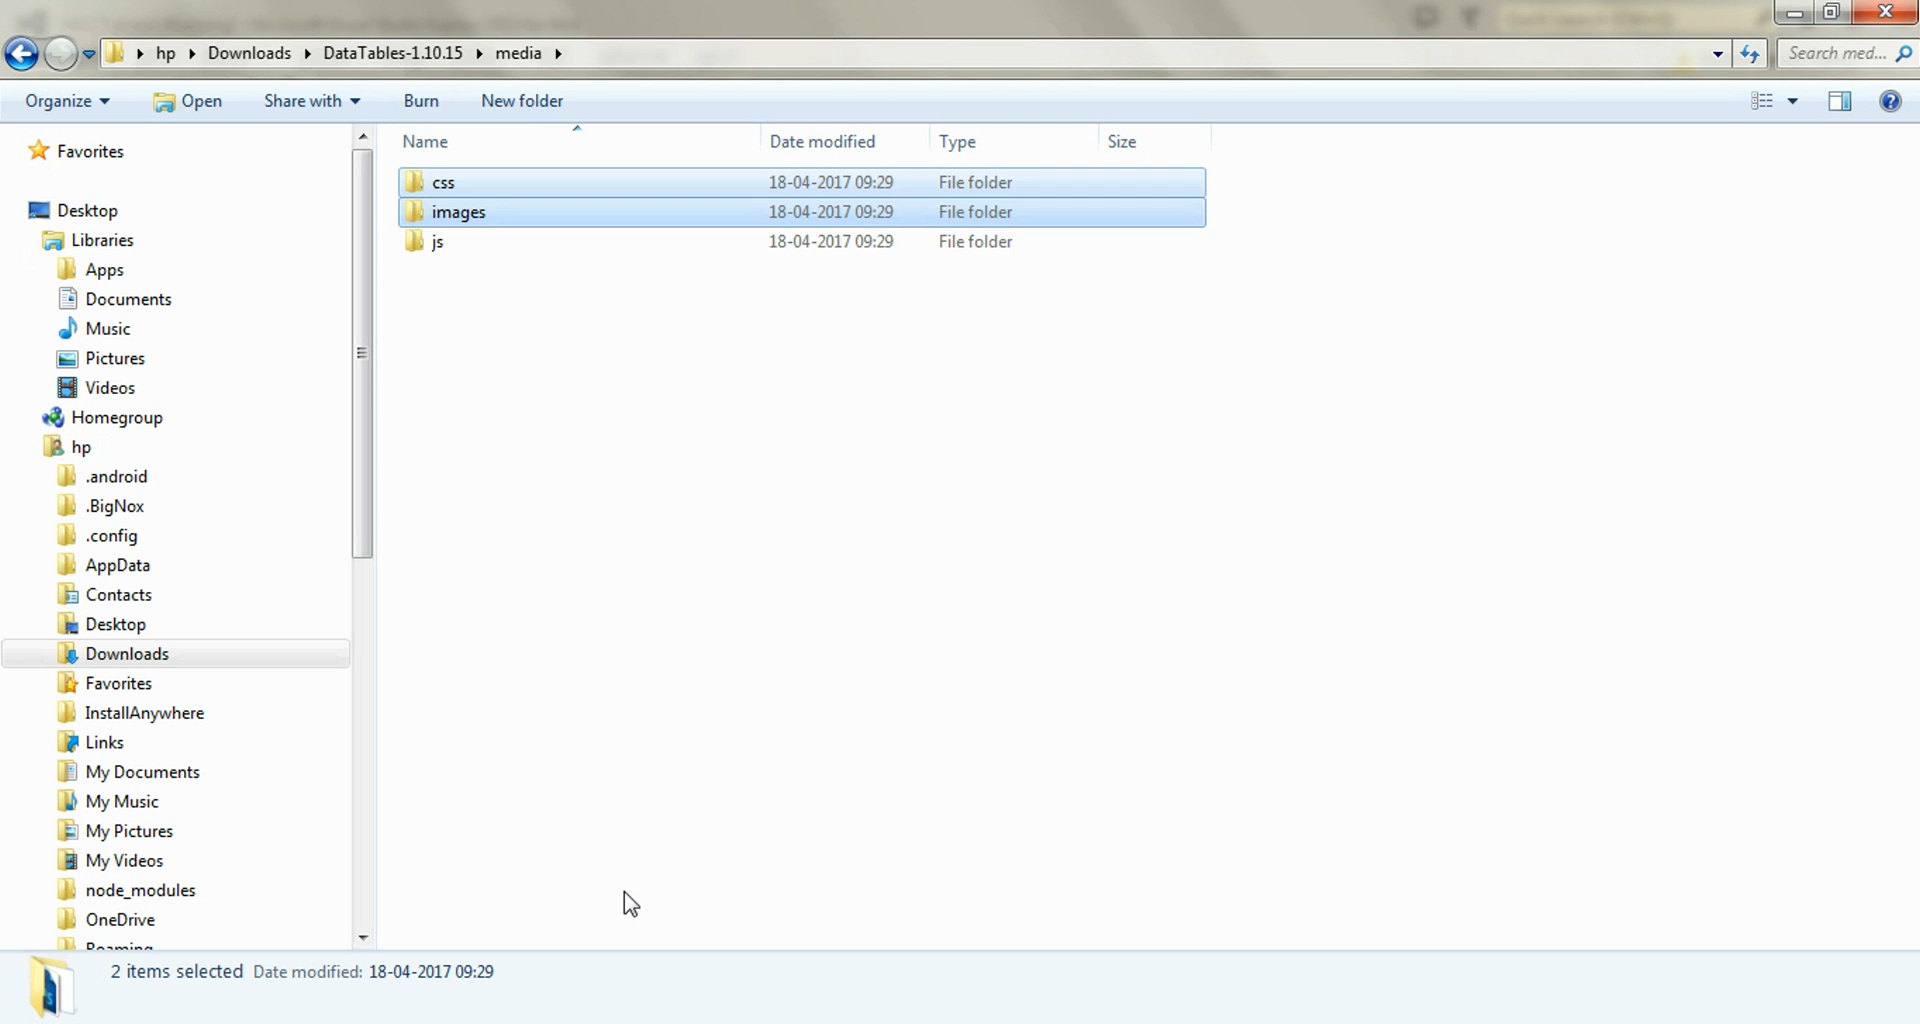 hp Downloads DataTables-1.10.15 media
Search med...
Organize Open Share with Burn New folder
Favorites
Desktop
Libraries
Apps
Documents
Music
Pictures
Videos
Homegroup
hp
.android
.BigNox
.config
AppData
Contacts
Desktop
Downloads
Favorites
InstallAnywhere
Links
My Documents
My Music
My Pictures
My Videos
node_modules
OneDrive
Roaming
Name Date modified Type Size
css 18-04-2017 09:29 File folder
images 18-04-2017 09:29 File folder
js 18-04-2017 09:29 File folder
2 items selected Date modified: 18-04-2017 09:29